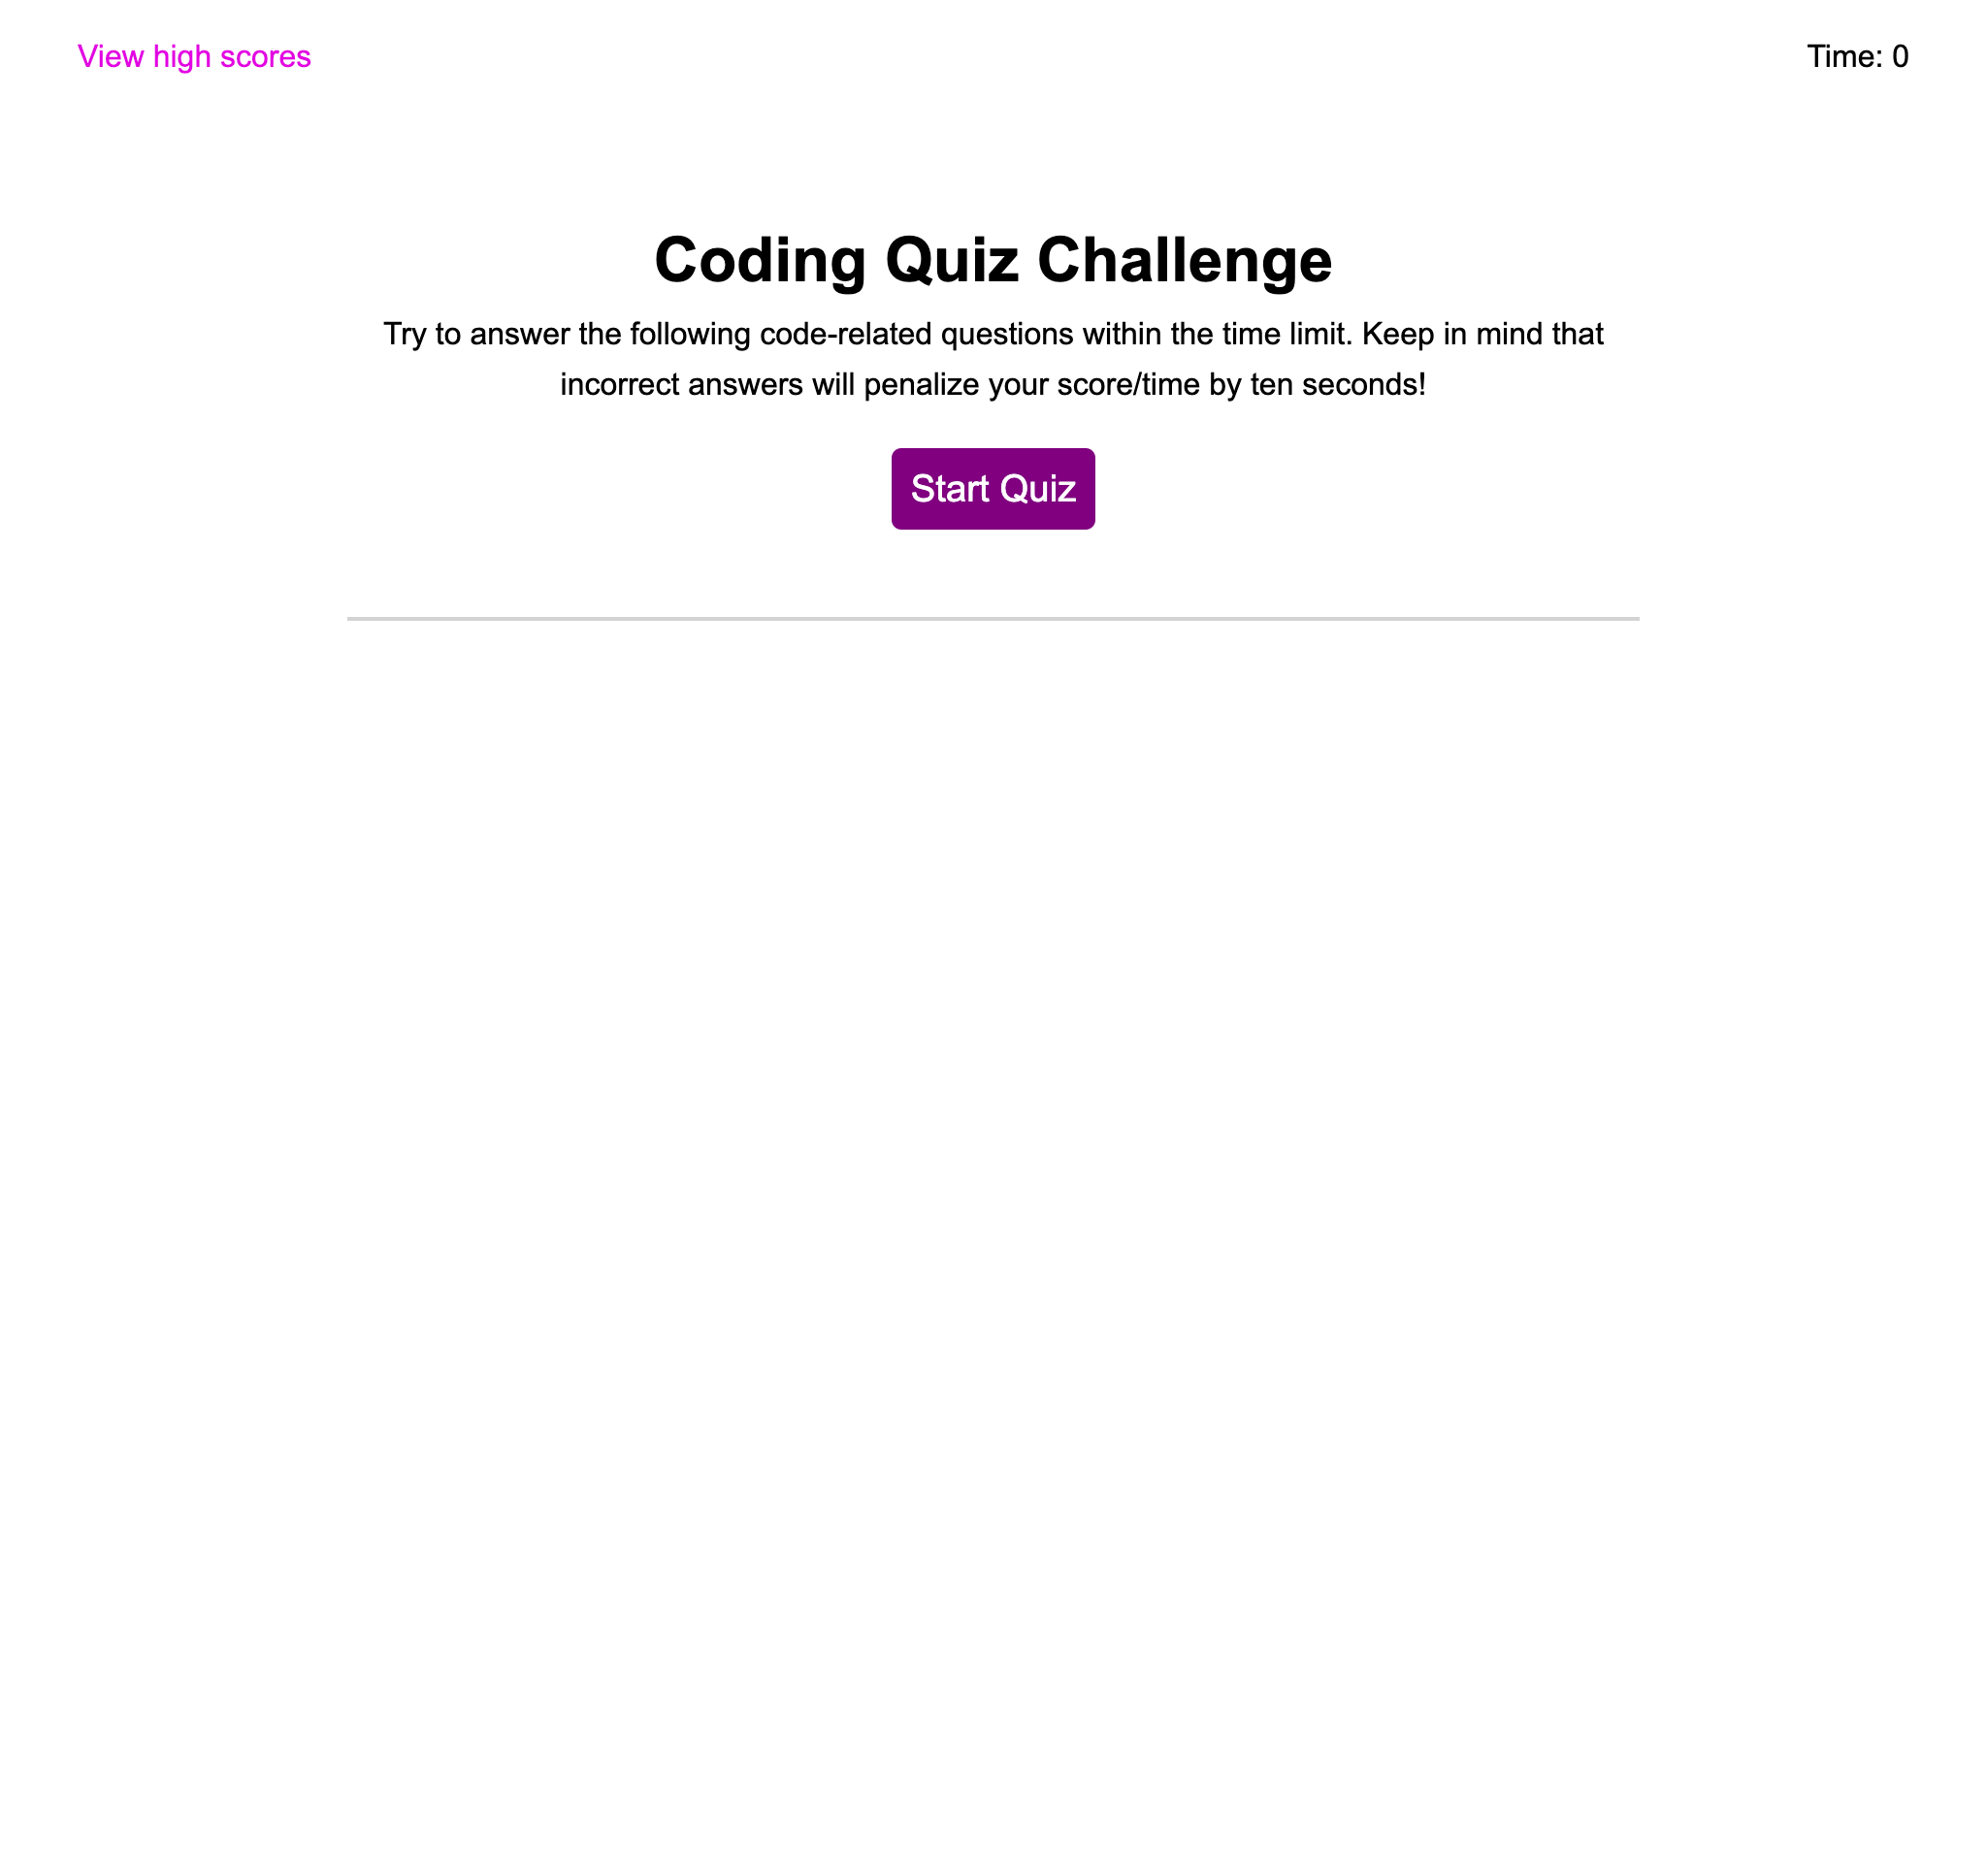 View high scores
Time: 0
Coding Quiz Challenge
Try to answer the following code-related questions within the time limit. Keep in mind that
incorrect answers will penalize your score/time by ten seconds!
Start Quiz